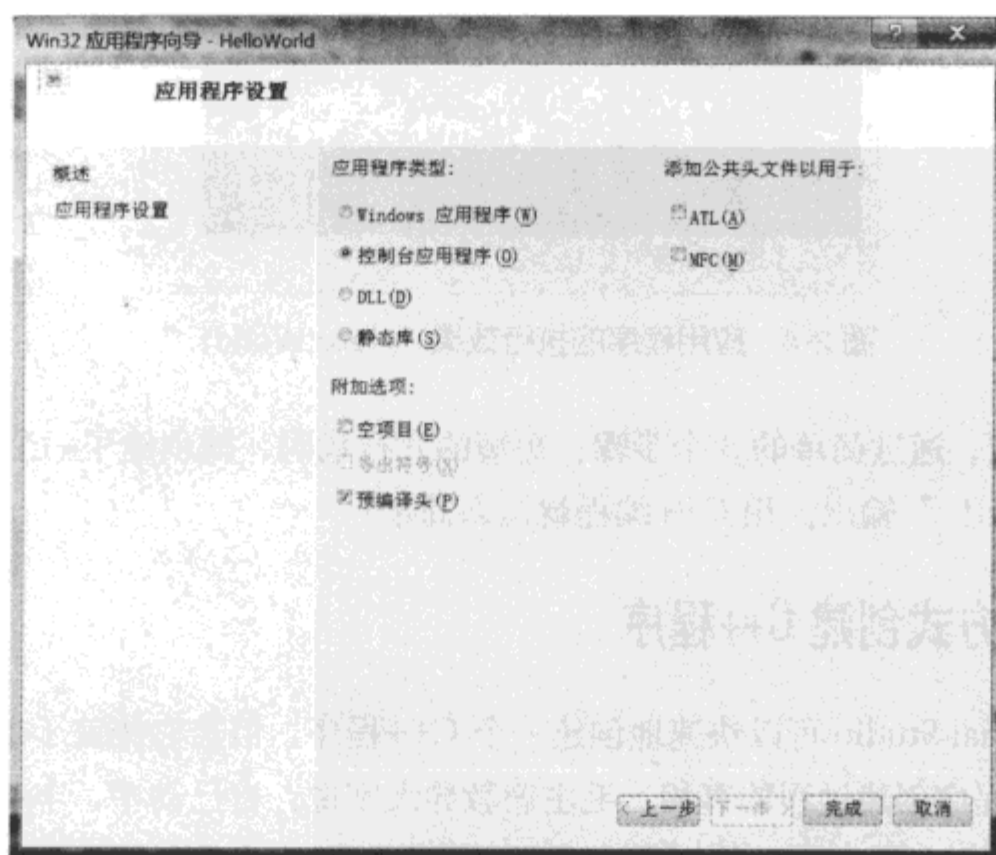 Win32 应用程序向导 - HelloWorld
应用程序设置
概述
应用程序设置
应用程序类型:
Windows 应用程序(W)
控制台应用程序(O)
DLL(D)
静态库(S)
附加选项:
空项目(E)
导出符号(X)
预编译头(P)
添加公共头文件以用于:
ATL(A)
MFC(M)
< 上一步
下一步
完成
取消